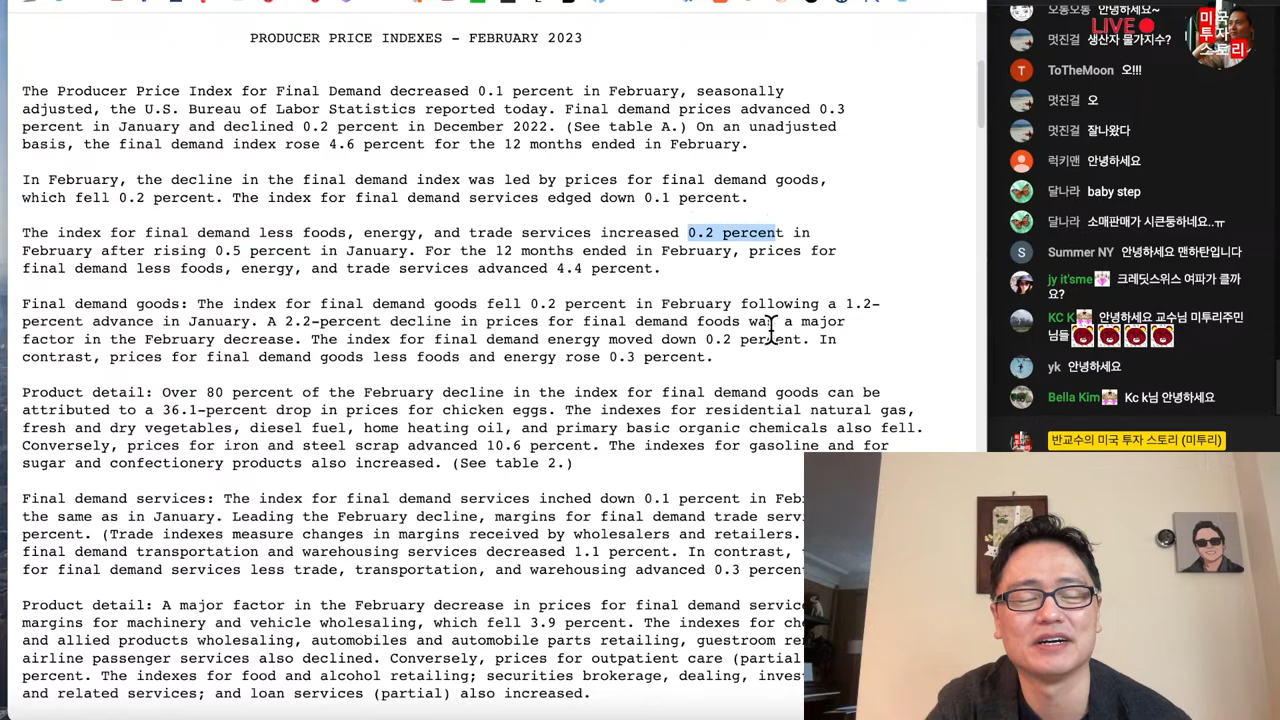 PRODUCER PRICE INDEXES - FEBRUARY 2023
The Producer Price Index for Final Demand decreased 0.1 percent in February, seasonally
adjusted, the U.S. Bureau of Labor Statistics reported today. Final demand prices advanced 0.3
percent in January and declined 0.2 percent in December 2022. (See table A.) On an unadjusted
basis, the final demand index rose 4.6 percent for the 12 months ended in February.
In February, the decline in the final demand index was led by prices for final demand goods,
which fell 0.2 percent. The index for final demand services edged down 0.1 percent.
The index for final demand less foods, energy, and trade services increased 0.2 percent in
February after rising 0.5 percent in January. For the 12 months ended in February, prices for
final demand less foods, energy, and trade services advanced 4.4 percent.
Final demand goods: The index for final demand goods fell 0.2 percent in February following a 1.2-
percent advance in January. A 2.2-percent decline in prices for final demand foods was a major
factor in the February decrease. The index for final demand energy moved down 0.2 percent. In
contrast, prices for final demand goods less foods and energy rose 0.3 percent.
Product detail: Over 80 percent of the February decline in the index for final demand goods can be
attributed to a 36.1-percent drop in prices for chicken eggs. The indexes for residential natural gas,
fresh and dry vegetables, diesel fuel, home heating oil, and primary basic organic chemicals also fell.
Conversely, prices for iron and steel scrap advanced 10.6 percent. The indexes for gasoline and for
sugar and confectionery products also increased. (See table 2.)
Final demand services: The index for final demand services inched down 0.1 percent in Feb
the same as in January. Leading the February decline, margins for final demand trade serv
percent. (Trade indexes measure changes in margins received by wholesalers and retailers.
final demand transportation and warehousing services decreased 1.1 percent. In contrast,
for final demand services less trade, transportation, and warehousing advanced 0.3 percen
Product detail: A major factor in the February decrease in prices for final demand servic
margins for machinery and vehicle wholesaling, which fell 3.9 percent. The indexes for che
and allied products wholesaling, automobiles and automobile parts retailing, guestroom re
airline passenger services also declined. Conversely, prices for outpatient care (partial
percent. The indexes for food and alcohol retailing; securities brokerage, dealing, inves
and related services; and loan services (partial) also increased.
오동오동 안녕하세요~
LIVE
미국
투자
스토리
멋진걸 생산자 물가지수?
T ToTheMoon 오!!!
멋진걸 오
멋진걸 잘나왔다
럭키맨 안녕하세요
달나라 baby step
달나라 소매판매가 시큰둥하네요..ㅠ
S Summer NY 안녕하세요 맨하탄입니다
jy it'sme 크레딧스위스 여파가 클까
요?
KC K 안녕하세요 교수님 미투리주민
님들
yk 안녕하세요
Bella Kim Kc k님 안녕하세요
반교수의 미국 투자 스토리 (미투리)